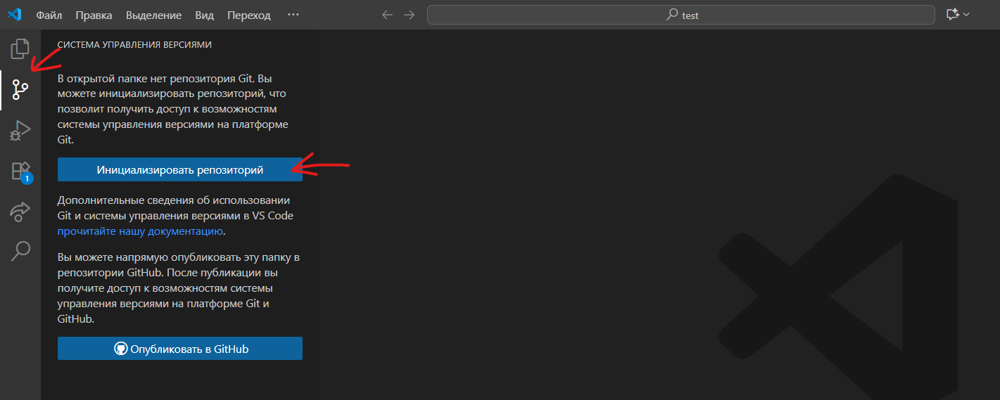 Файл Правка Выделение Вид Переход ···
test
СИСТЕМА УПРАВЛЕНИЯ ВЕРСИЯМИ
В открытой папке нет репозитория Git. Вы
можете инициализировать репозиторий, что
позволит получить доступ к возможностям
системы управления версиями на платформе
Git.
Инициализировать репозиторий
1
Дополнительные сведения об использовании
Git и системы управления версиями в VS Code
прочитайте нашу документацию.
Вы можете напрямую опубликовать эту папку в
репозитории GitHub. После публикации вы
получите доступ к возможностям системы
управления версиями на платформе Git и
GitHub.
Опубликовать в GitHub